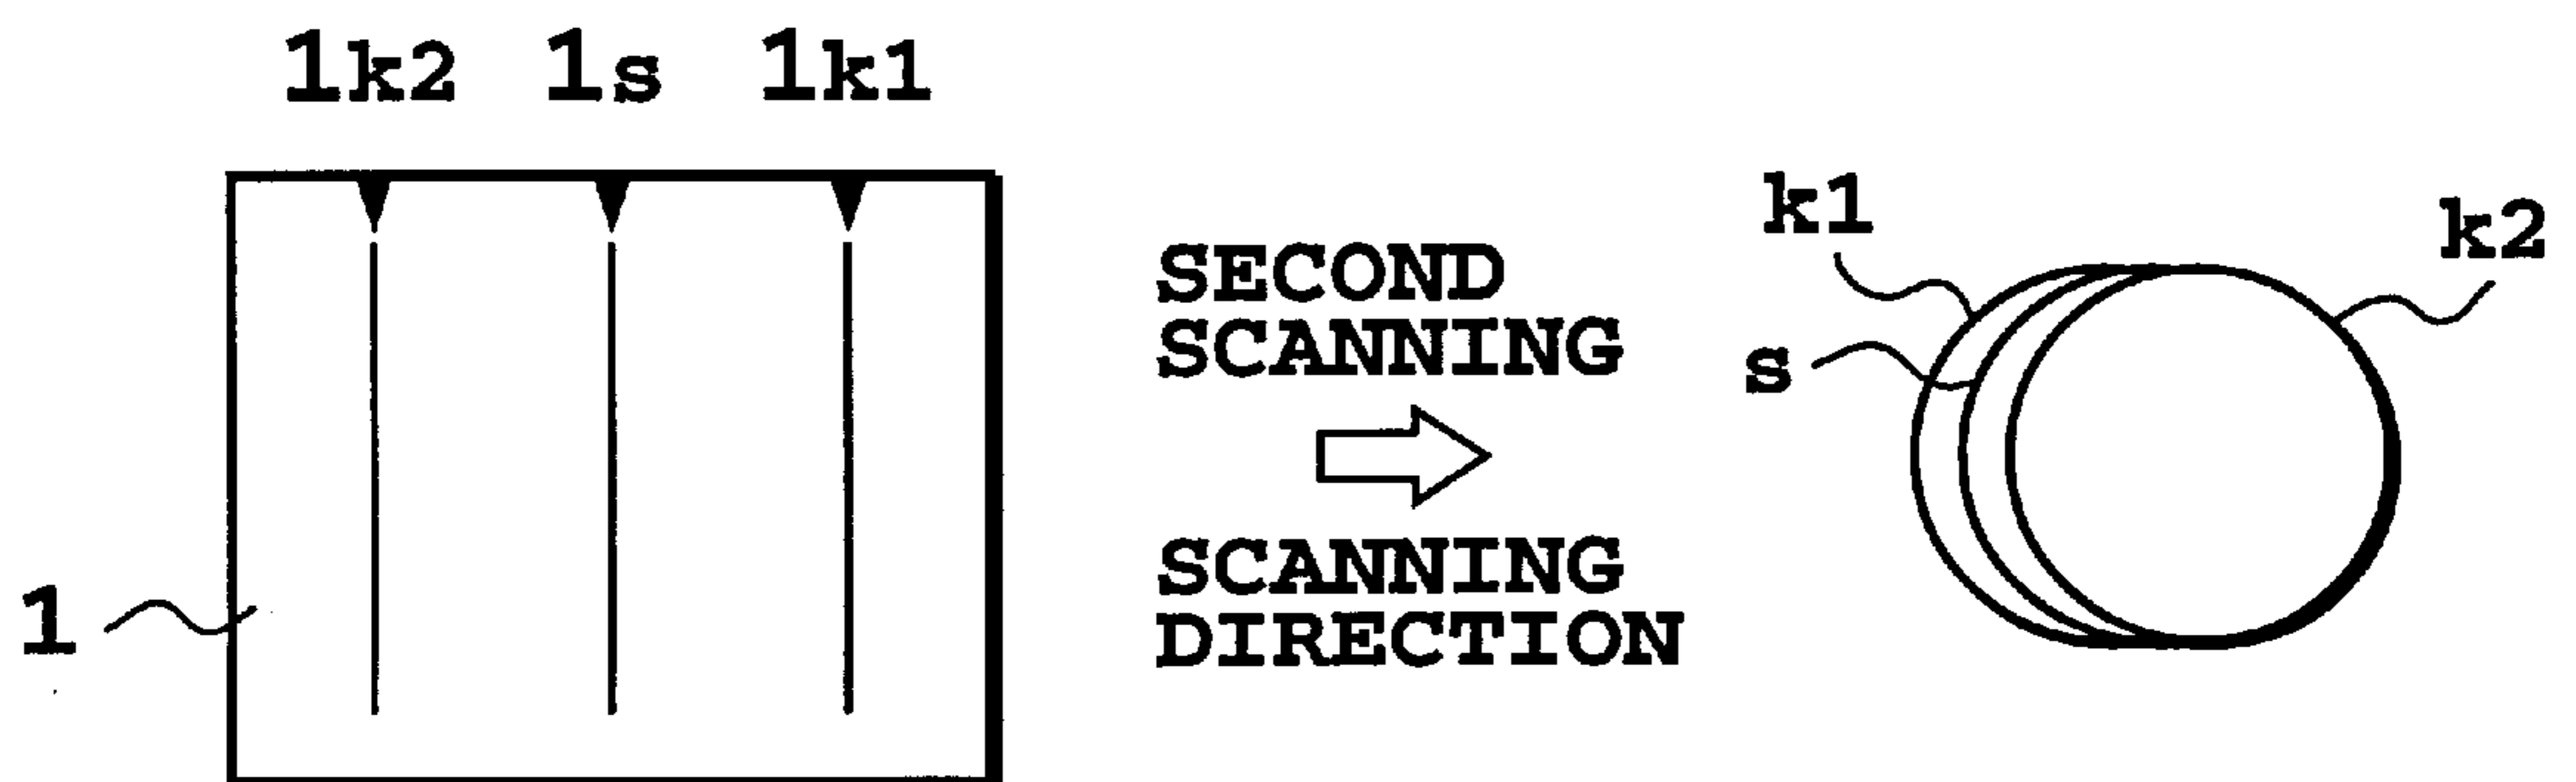 1k2 1s 1k1
k1
k2
SECOND
SCANNING
s
SCANNING
DIRECTION
1